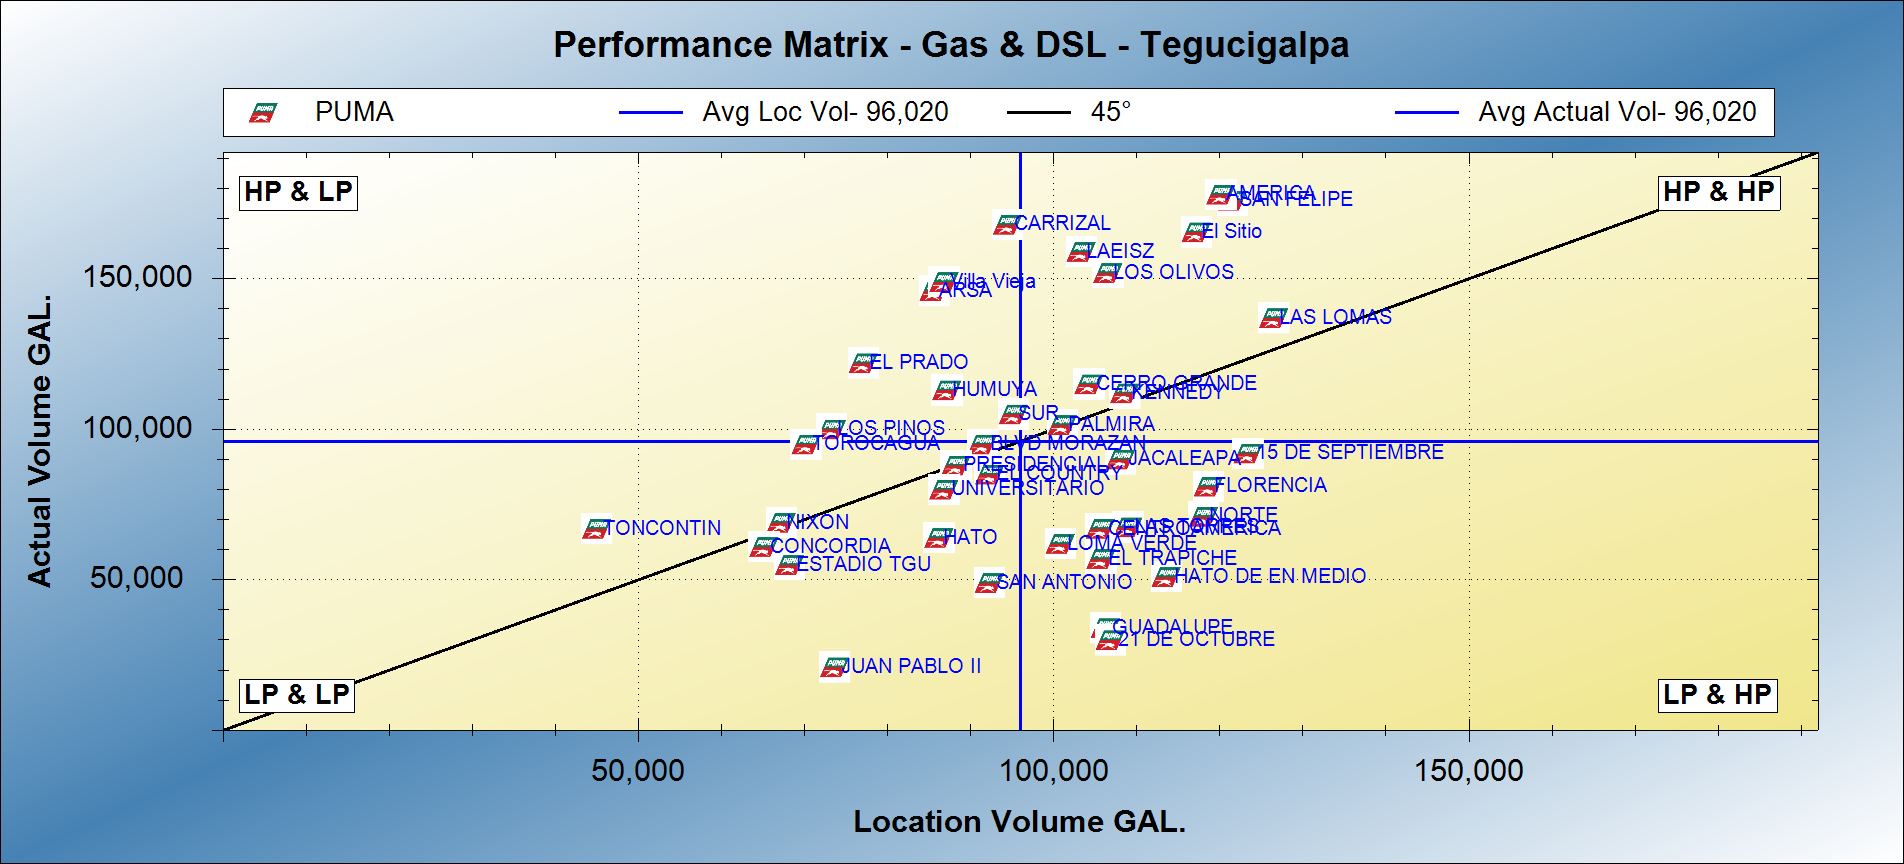 Performance Matrix - Gas & DSL - Tegucigalpa
PUMA Avg Loc Vol- 96,020 45° Avg Actual Vol- 96,020
HP & LP
HP & HP
AMERICA
SAN FELIPE
CARRIZAL
El Sitio
LAEISZ
LOS OLIVOS
150,000
Villa Vieja
ARSA
LAS LOMAS
EL PRADO
CERRO GRANDE
HUMUYA
KENNEDY
SUR
PALMIRA
100,000
LOS PINOS
TOROCAGUA
BLVD MORAZAN
15 DE SEPTIEMBRE
JACALEAPA
PRESIDENCIAL
EL COUNTRY
UNIVERSITARIO
FLORENCIA
NORTE
NIXON
TONCONTIN
LAS TORRES
CENTROAMERICA
HATO
LOMA VERDE
CONCORDIA
EL TRAPICHE
ESTADIO TGU
50,000
HATO DE EN MEDIO
SAN ANTONIO
GUADALUPE
21 DE OCTUBRE
JUAN PABLO II
LP & LP
LP & HP
Actual Volume GAL.
50,000 100,000 150,000
Location Volume GAL.